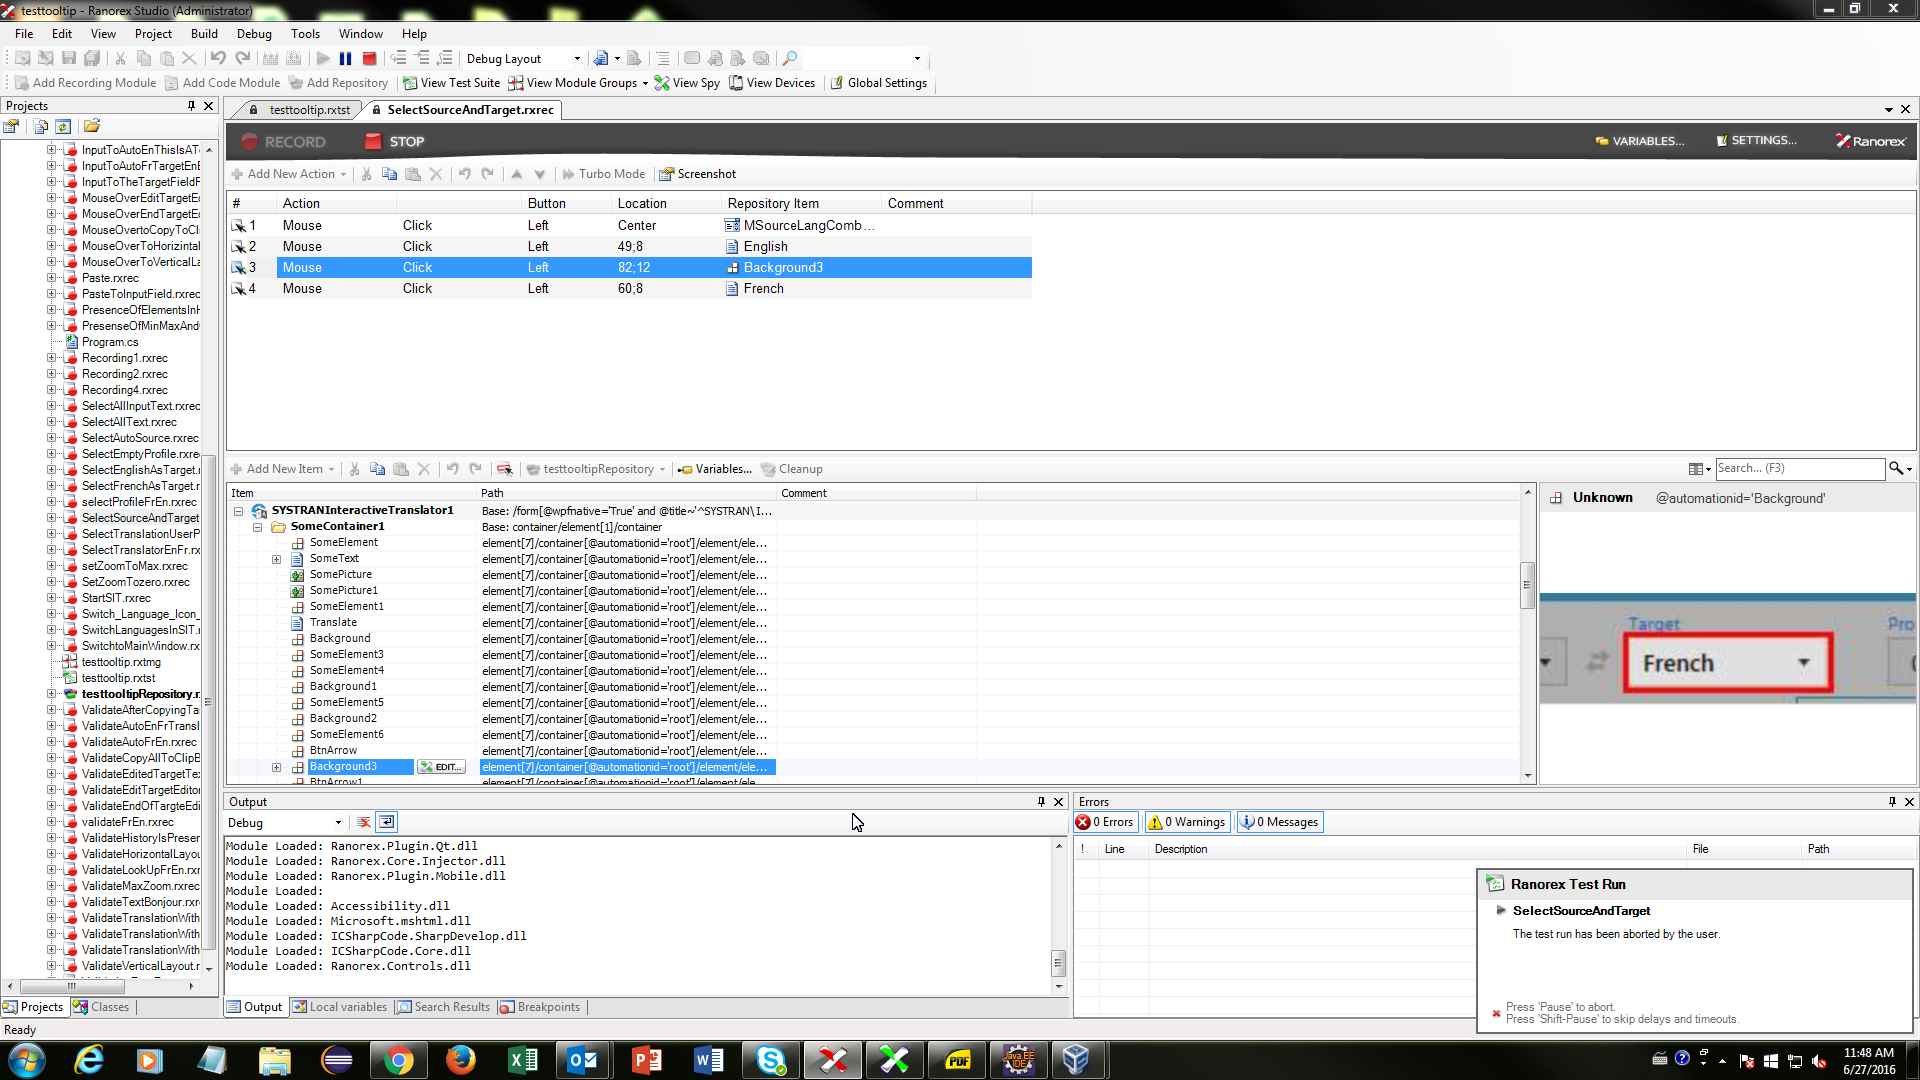 testtooltip - Ranorex Studio (Administrator)
File Edit View Project Build Debug Tools Window Help
Debug Layout
Add Recording Module Add Code Module Add Repository View Test Suite View Module Groups View Spy View Devices Global Settings
Projects
testtooltip.rxtst SelectSourceAndTarget.rxrec
RECORD STOP VARIABLES... SETTINGS... Ranorex
Add New Action Turbo Mode Screenshot
# Action Button Location Repository Item Comment
1 Mouse Click Left Center MSourceLangComb...
2 Mouse Click Left 49;8 English
3 Mouse Click Left 82;12 Background3
4 Mouse Click Left 60;8 French
InputToAutoEnThisIsATe
InputToAutoFrTargetEnE
InputToTheTargetFieldF
MouseOverEditTargetEd
MouseOverEndTargetEd
MouseOvertoCopyToCli
MouseOverToHorizintal
MouseOverToVerticalLa
Paste.rxrec
PasteToInputField.rxrec
PresenceOfElementsInH
PresenseOfMinMaxAnd
Program.cs
Recording1.rxrec
Recording2.rxrec
Recording4.rxrec
SelectAllInputText.rxrec
SelectAllText.rxrec
SelectAutoSource.rxrec
SelectEmptyProfile.rxre
SelectEnglishAsTarget.r
SelectFrenchAsTarget.r
selectProfileFrEn.rxrec
SelectSourceAndTarget
SelectTranslationUserP
SelectTranslatorEnFr.rx
setZoomToMax.rxrec
SetZoomTozero.rxrec
StartSIT.rxrec
Switch_Language_Icon_
SwitchLanguagesInSIT.r
SwitchtoMainWindow.rx
testtooltip.rxtmg
testtooltip.rxtst
testtooltipRepository.r
ValidateAfterCopyingTa
ValidateAutoEnFrTransl
ValidateAutoFrEn.rxrec
ValidateCopyAllToClipB
ValidateEditedTargetTe
ValidateEditTargetEditor
ValidateEndOfTargteEdi
validateFrEn.rxrec
ValidateHistoryIsPreser
ValidateHorizontalLayou
ValidateLookUpFrEn.rx
ValidateMaxZoom.rxrec
ValidateTextBonjour.rxr
ValidateTranslationWith
ValidateTranslationWith
ValidateTranslationWith
ValidateVerticalLayout.r
Projects Classes
Add New Item testtooltipRepository Variables... Cleanup Search... (F3)
Item Path Comment
SYSTRANInteractiveTranslator1 Base: /form[@wpfnative='True' and @title~'^SYSTRAN\ I...
SomeContainer1 Base: container/element[1]/container
SomeElement element[7]/container[@automationid='root']/element/ele...
SomeText element[7]/container[@automationid='root']/element/ele...
SomePicture element[7]/container[@automationid='root']/element/ele...
SomePicture1 element[7]/container[@automationid='root']/element/ele...
SomeElement1 element[7]/container[@automationid='root']/element/ele...
Translate element[7]/container[@automationid='root']/element/ele...
Background element[7]/container[@automationid='root']/element/ele...
SomeElement3 element[7]/container[@automationid='root']/element/ele...
SomeElement4 element[7]/container[@automationid='root']/element/ele...
Background1 element[7]/container[@automationid='root']/element/ele...
SomeElement5 element[7]/container[@automationid='root']/element/ele...
Background2 element[7]/container[@automationid='root']/element/ele...
SomeElement6 element[7]/container[@automationid='root']/element/ele...
BtnArrow element[7]/container[@automationid='root']/element/ele...
Background3 EDIT... element[7]/container[@automationid='root']/element/ele...
BtnArrow1 element[7]/container[@automationid='root']/element/ele...
Unknown @automationid='Background'
Target Pro
French
Output
Debug
Module Loaded: Ranorex.Plugin.Qt.dll
Module Loaded: Ranorex.Core.Injector.dll
Module Loaded: Ranorex.Plugin.Mobile.dll
Module Loaded:
Module Loaded: Accessibility.dll
Module Loaded: Microsoft.mshtml.dll
Module Loaded: ICSharpCode.SharpDevelop.dll
Module Loaded: ICSharpCode.Core.dll
Module Loaded: Ranorex.Controls.dll
Output Local variables Search Results Breakpoints
Errors
0 Errors 0 Warnings 0 Messages
! Line Description File Path
Ranorex Test Run
SelectSourceAndTarget
The test run has been aborted by the user.
Press 'Pause' to abort.
Press 'Shift-Pause' to skip delays and timeouts.
Ready
PDF Java EE IDE
11:48 AM
6/27/2016